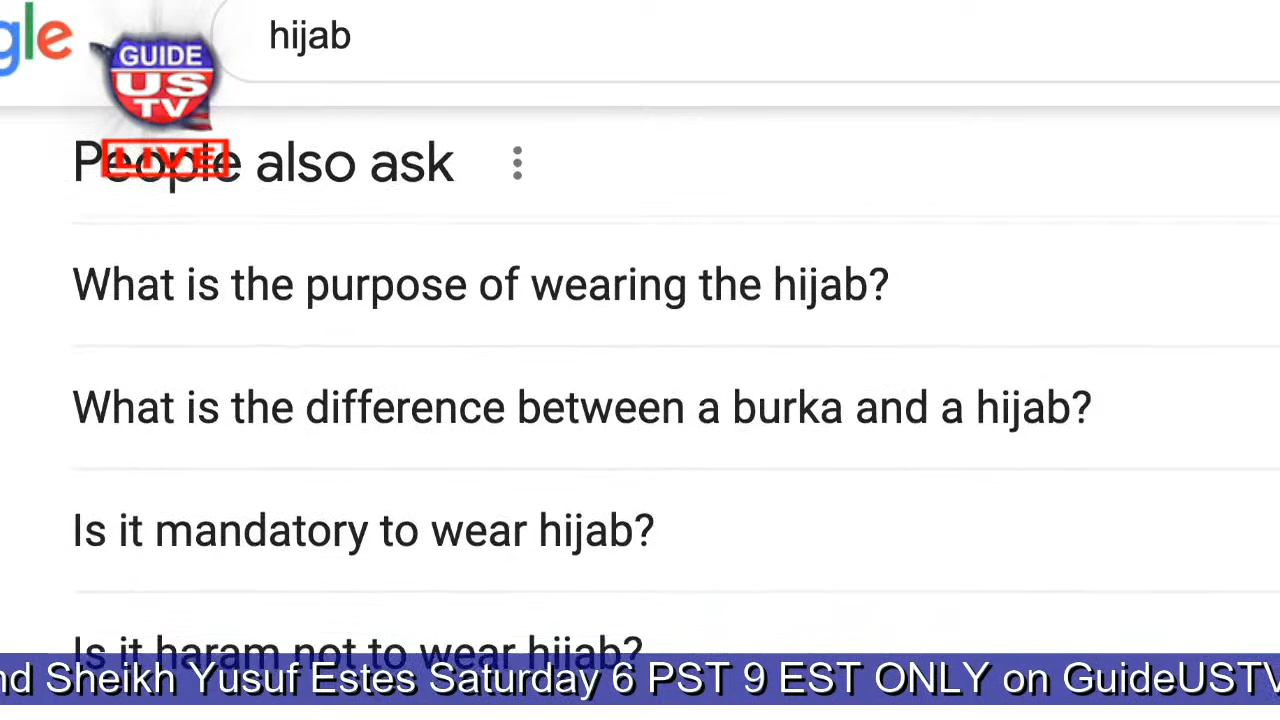 gle
hijab
GUIDE
US
TV
LIVE
People also ask
What is the purpose of wearing the hijab?
What is the difference between a burka and a hijab?
Is it mandatory to wear hijab?
Is it haram not to wear hijab?
nd Sheikh Yusuf Estes Saturday 6 PST 9 EST ONLY on GuideUSTV